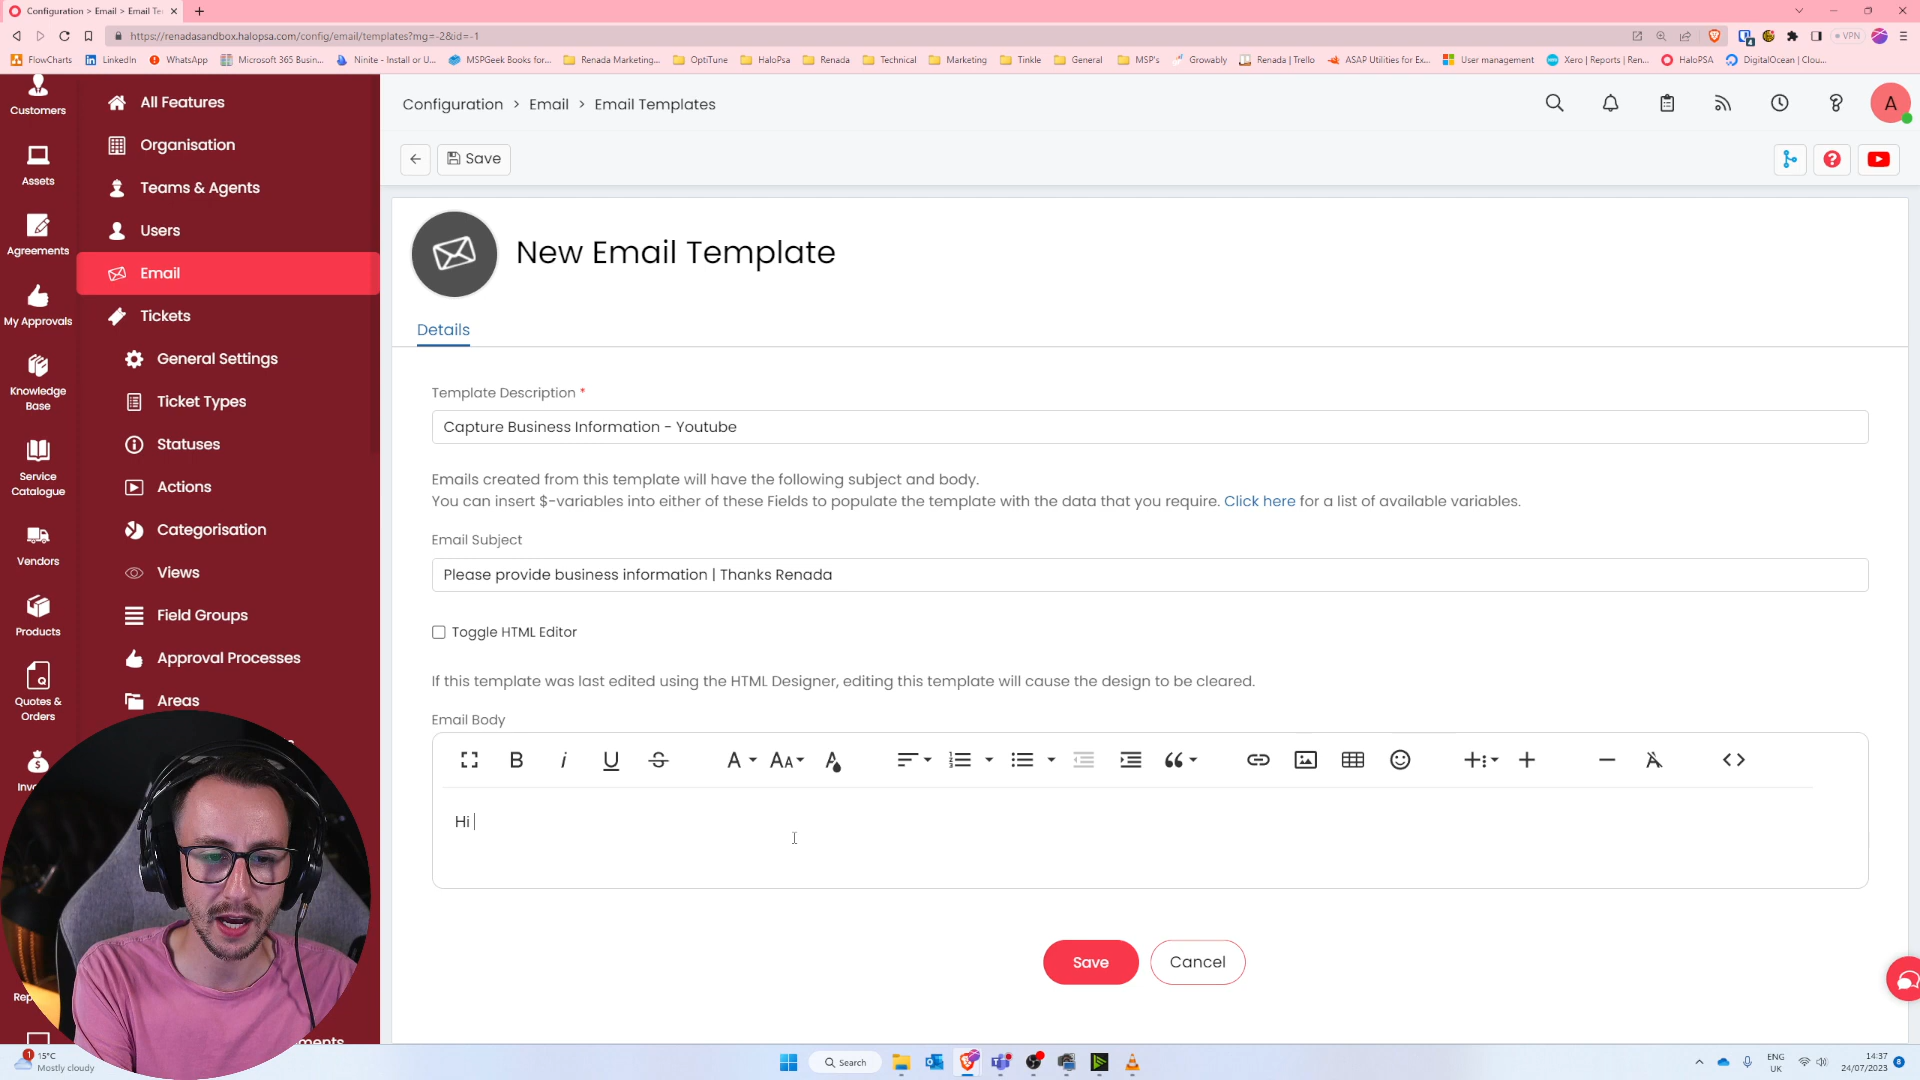 Configuration > Email > Email Te
https://renadasandbox.halopsa.com/config/email/templates?mg=-2&id=-1
VPN
FlowCharts
LinkedIn
WhatsApp
Microsoft 365 Busin...
Ninite - Install or U...
MSPGeek Books for...
Renada Marketing...
OptiTune
HaloPsa
Renada
Technical
Marketing
Tinkle
General
MSP's
Growably
Renada | Trello
ASAP Utilities for Ex...
User management
Xero | Reports | Ren...
HaloPSA
DigitalOcean | Clou...
Customers
Assets
Agreements
My Approvals
Knowledge
Base
Service
Catalogue
Vendors
Products
Quotes &
Orders
All Features
Organisation
Teams & Agents
Users
Email
Tickets
General Settings
Ticket Types
Statuses
Actions
Categorisation
Views
Field Groups
Approval Processes
Areas
Configuration > Email > Email Templates
A
Save
New Email Template
Details
Template Description *
Capture Business Information - Youtube
Emails created from this template will have the following subject and body.
You can insert $-variables into either of these Fields to populate the template with the data that you require. Click here for a list of available variables.
Email Subject
Please provide business information | Thanks Renada
Toggle HTML Editor
If this template was last edited using the HTML Designer, editing this template will cause the design to be cleared.
Email Body
Hi
Save
Cancel
1
15°C
Mostly cloudy
Search
ENG
UK
14:37
24/07/2023
8